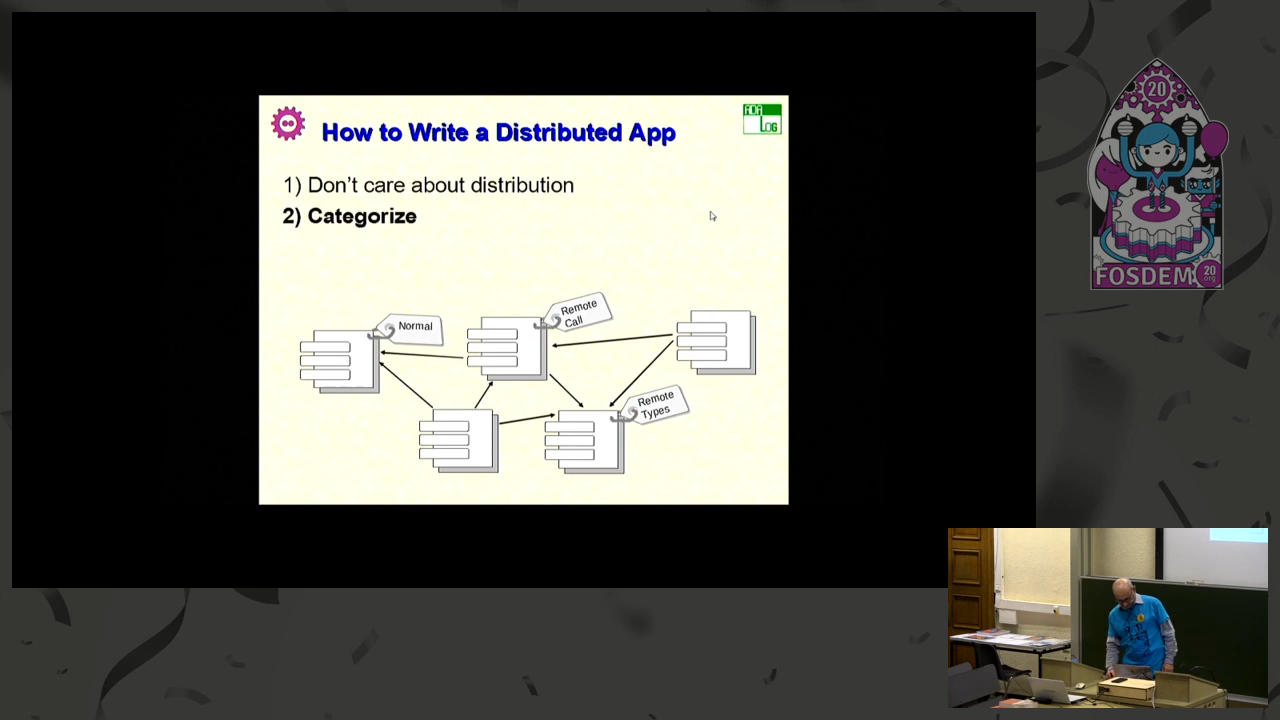 ADA
LOG
How to Write a Distributed App
1) Don't care about distribution
2) Categorize
Normal
Remote
Call
Remote
Types
20
FOSDEM
20
.org